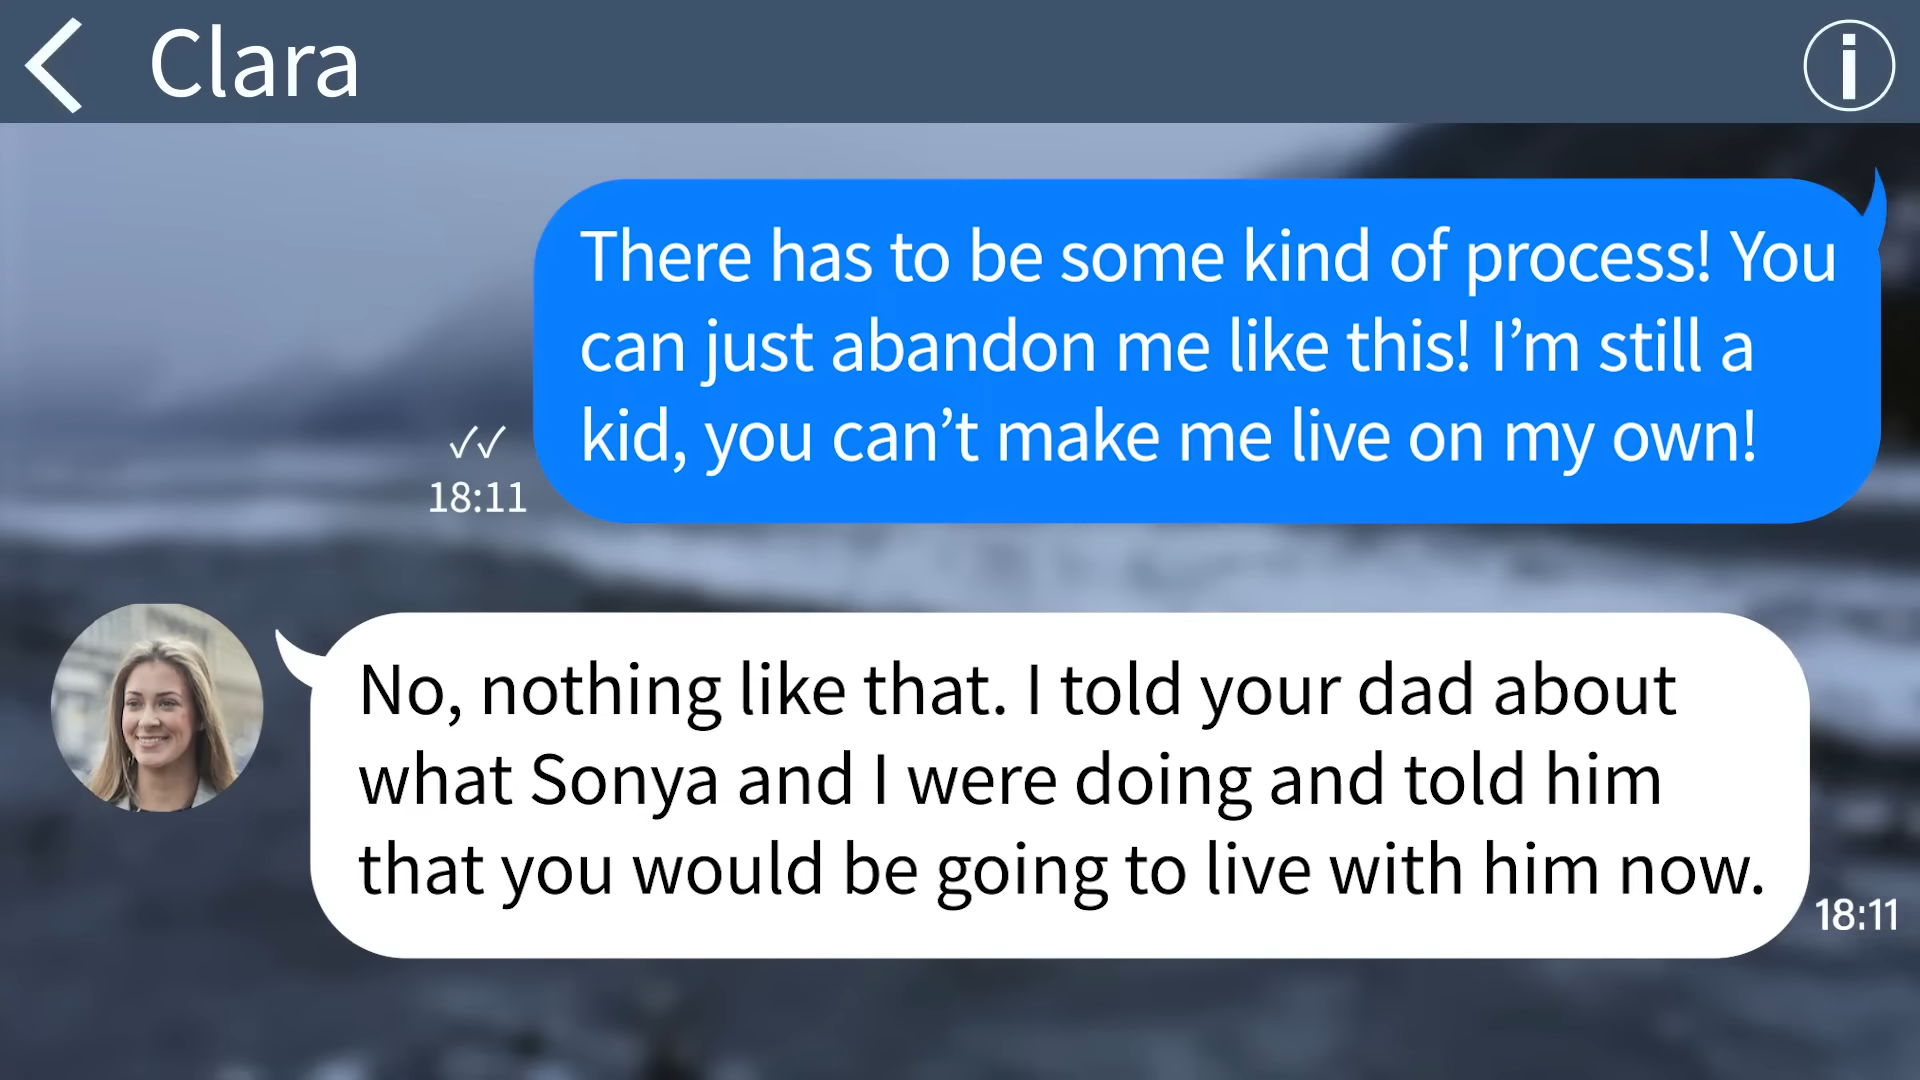 Clara
There has to be some kind of process! You
can just abandon me like this! I’m still a
kid, you can’t make me live on my own!
18:11
No, nothing like that. I told your dad about
what Sonya and I were doing and told him
that you would be going to live with him now.
18:11